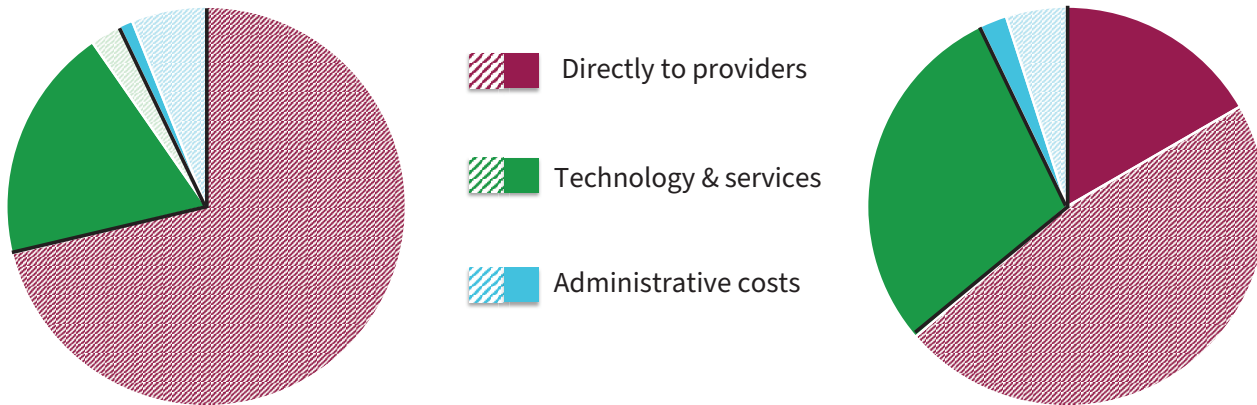 Directly to providers
Technology & services
Administrative costs